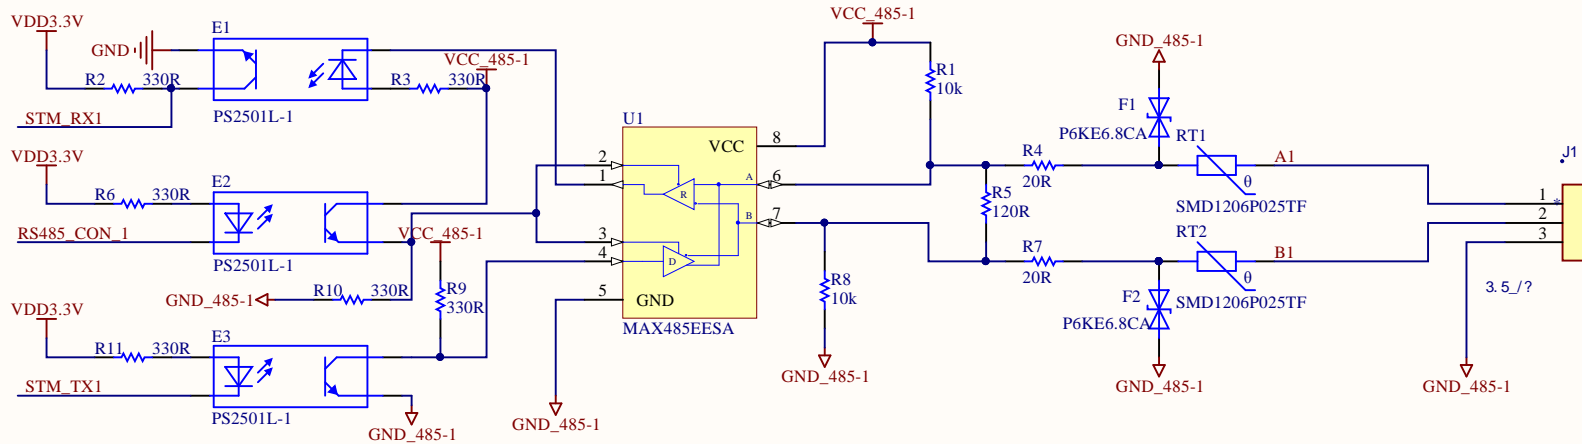 VDD3.3V
E1
GND
R2
330R
STM_RX1
PS2501L-1
R3
330R
VCC_485-1
VDD3.3V
E2
R6
330R
RS485_CON_1
PS2501L-1
VCC_485-1
GND_485-1
R10
330R
R9
330R
VDD3.3V
E3
R11
330R
STM_TX1
PS2501L-1
GND_485-1
U1
VCC
8
2
1
R
A
6
B
7
3
4
D
5
GND
MAX485EESA
GND_485-1
VCC_485-1
R1
10k
R8
10k
GND_485-1
R4
20R
R5
120R
R7
20R
GND_485-1
F1
P6KE6.8CA
RT1
θ
SMD1206P025TF
A1
RT2
θ
SMD1206P025TF
B1
F2
P6KE6.8CA
GND_485-1
J1
1
*
2
3
3.5_/?
GND_485-1